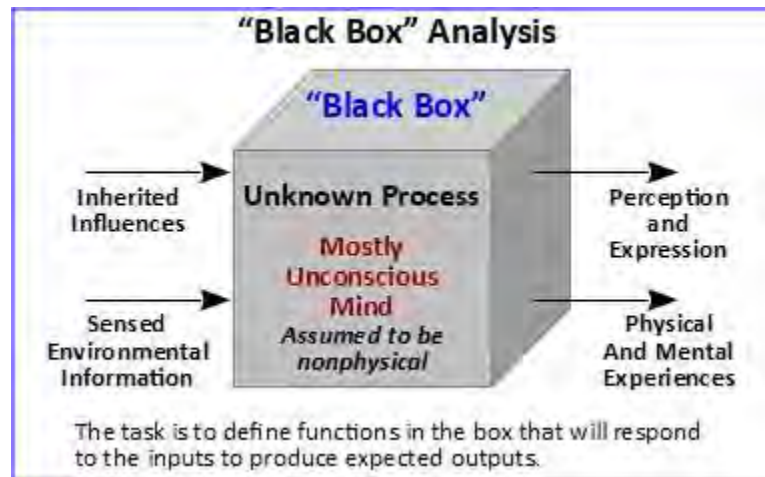 “Black Box” Analysis
“Black Box”
Inherited
Influences
Sensed
Environmental
Information
Unknown Process
Mostly
Unconscious
Mind
Assumed to be
nonphysical
Perception
and
Expression
Physical
And Mental
Experiences
The task is to define functions in the box that will respond
to the inputs to produce expected outputs.